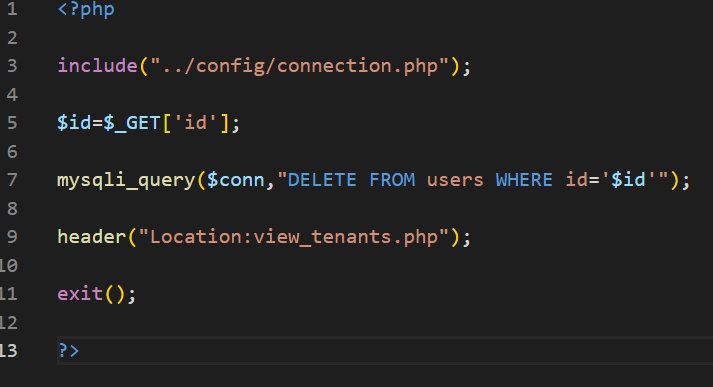 1 <?php
2
3 include("../config/connection.php");
4
5 $id=$_GET['id'];
6
7 mysqli_query($conn,"DELETE FROM users WHERE id='$id'");
8
9 header("Location:view_tenants.php");
10
11 exit();
12
13 ?>